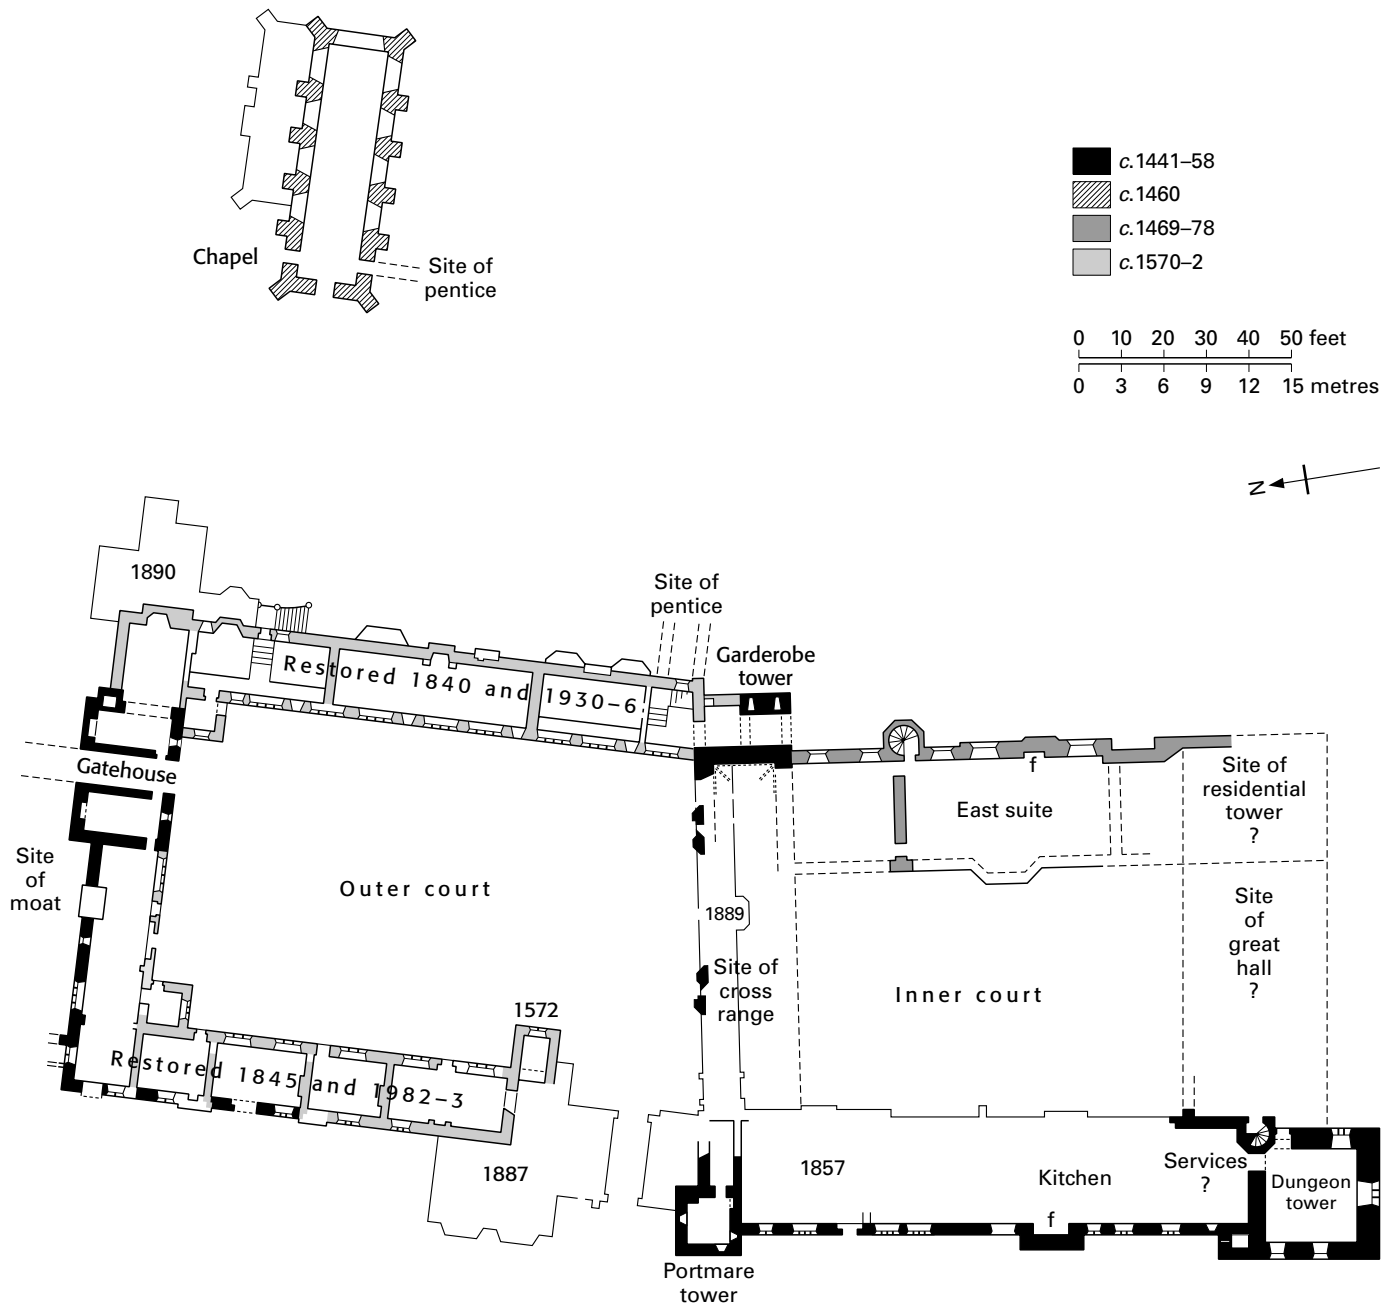 c.1441–58
c.1460
c.1469–78
c.1570–2
Chapel
Site of
pentice
0 10 20 30 40 50 feet
0 3 6 9 12 15 metres
N
1890
Site of
pentice
Garderobe
tower
Restored 1840 and 1930–6
Gatehouse
f
East suite
Site of
residential
tower
?
Site
of
moat
Outer court
1889
Site
of
great
hall
?
Site of
cross
range
Inner court
1572
Restored 1845 and 1982–3
1887
1857
Kitchen
f
Services
?
Dungeon
tower
Portmare
tower